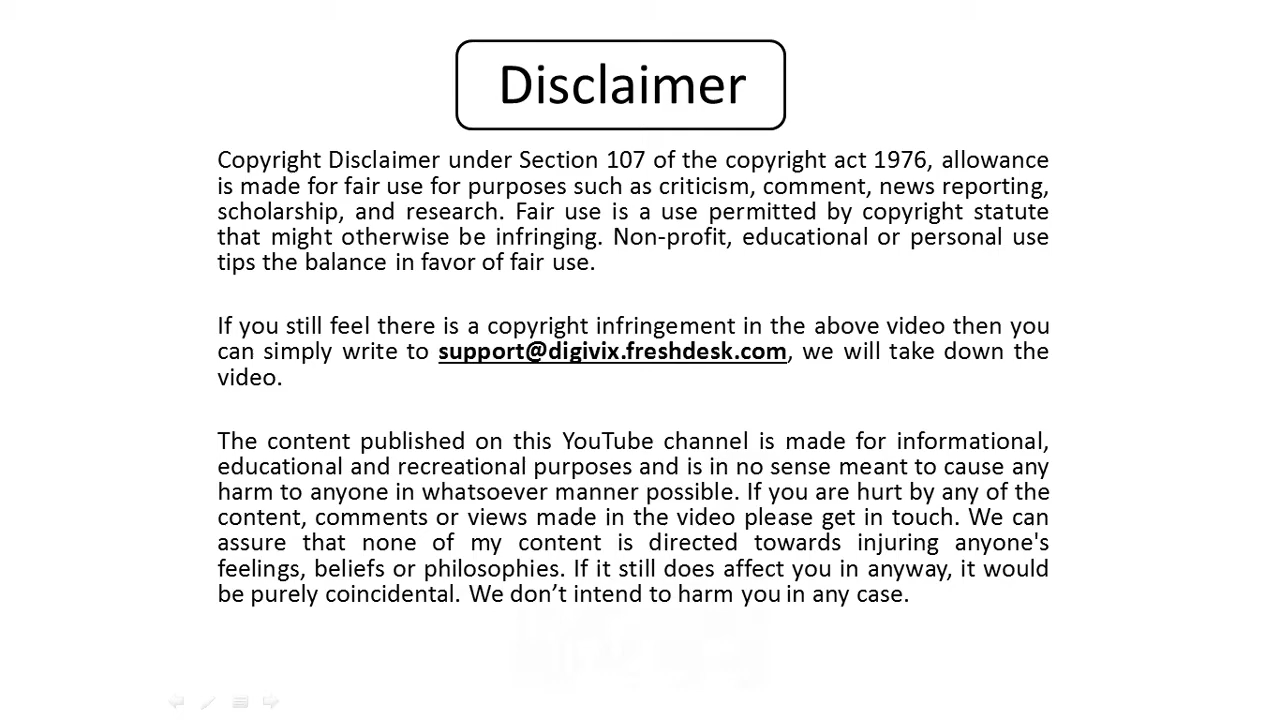 Disclaimer
Copyright Disclaimer under Section 107 of the copyright act 1976, allowance
is made for fair use for purposes such as criticism, comment, news reporting,
scholarship, and research. Fair use is a use permitted by copyright statute
that might otherwise be infringing. Non-profit, educational or personal use
tips the balance in favor of fair use.
If you still feel there is a copyright infringement in the above video then you
can simply write to support@digivix.freshdesk.com, we will take down the
video.
The content published on this YouTube channel is made for informational,
educational and recreational purposes and is in no sense meant to cause any
harm to anyone in whatsoever manner possible. If you are hurt by any of the
content, comments or views made in the video please get in touch. We can
assure that none of my content is directed towards injuring anyone's
feelings, beliefs or philosophies. If it still does affect you in anyway, it would
be purely coincidental. We don’t intend to harm you in any case.